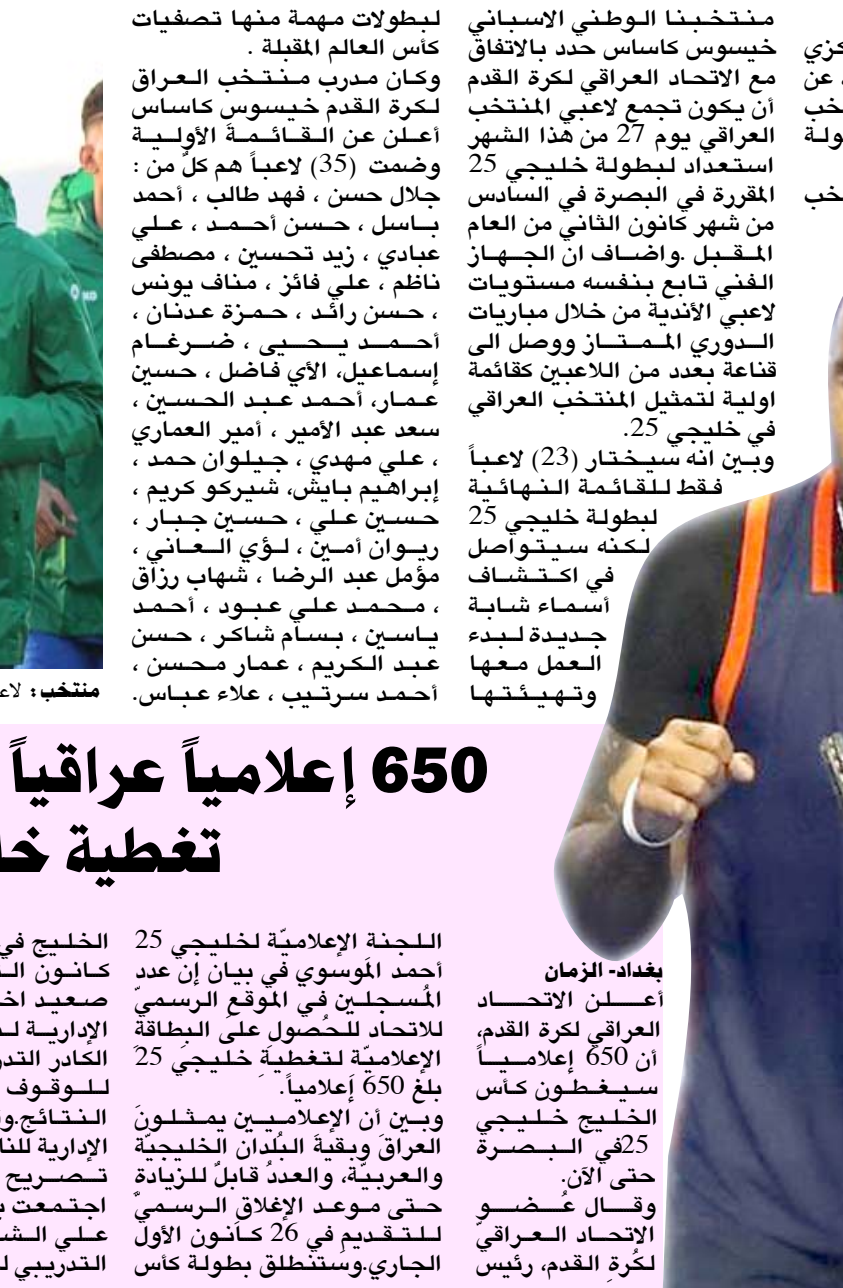 كزي
، عن
خب
ولة
خب
منتخبنا الوطني الاسباني
خيسوس كاساس حدد بالاتفاق
مع الاتحاد العراقي لكرة القدم
أن يكون تجمع لاعبي المنتخب
العراقي يوم 27 من هذا الشهر
استعداد لبطولة خليجي 25
المقررة في البصرة في السادس
من شهر كانون الثاني من العام
المقبل .واضاف ان الجهاز
الفني تابع بنفسه مستويات
لاعبي الأندية من خلال مباريات
الدوري الممتاز ووصل الى
قناعة بعدد من اللاعبين كقائمة
اولية لتمثيل المنتخب العراقي
في خليجي 25.
وبين انه سيختار (23) لاعباً
فقط للقائمة النهائية
لبطولة خليجي 25
لكنه سيتواصل
في اكتشاف
أسماء شابة
جديدة لبدء
العمل معها
وتهيئتها
لبطولات مهمة منها تصفيات
كأس العالم المقبلة .
وكان مدرب منتخب العراق
لكرة القدم خيسوس كاساس
أعلن عن القائمة الأولية
وضمت (35) لاعباً هم كلٌ من :
جلال حسن ، فهد طالب ، أحمد
باسل ، حسن أحمد ، علي
عبادي ، زيد تحسين ، مصطفى
ناظم ، علي فائز ، مناف يونس
، حسن رائد ، حمزة عدنان ،
أحمد يحيى ، ضرغام
إسماعيل، الأي فاضل ، حسين
عمار، أحمد عبد الحسين ،
سعد عبد الأمير ، أمير العماري
، علي مهدي ، جيلوان حمد ،
إبراهيم بايش، شيركو كريم ،
حسين علي ، حسين جبار ،
ريوان أمين ، لؤي العاني ،
مؤمل عبد الرضا ، شهاب رزاق
، محمد علي عبود ، أحمد
ياسين ، بسام شاكر ، حسن
عبد الكريم ، عمار محسن ،
أحمد سرتيب ، علاء عباس.
منتخب: لاع
650 إعلامياً عراقياً
تغطية خل
بغداد- الزمان
أعلن الاتحاد
العراقي لكرة القدم،
أن 650 إعلامياً
سيغطون كأس
الخليج خليجي
25في البصرة
حتى الآن.
وقال عُضو
الاتحاد العراقيّ
لكُرة القدم، رئيس
اللجنة الإعلاميّة لخليجي 25
أحمد المَوسوي في بيان إن عدد
المُسجلين في الموقعِ الرسميّ
للاتحاد للحُصولِ على البطاقةِ
الإعلاميّة لتغطيةِ خليجي 25
بلغ 650 إعلامياً.
وبين أن الإعلاميين يمثلونَ
العراقَ وبقيةَ البُلدان الخليجيّة
والعربيّة، والعددُ قابلٌ للزيادة
حتى موعد الإغلاق الرسميّ
للتقديمِ في 26 كانون الأول
الجاري.وستنطلق بطولة كأس
الخليج في
كانون ال
صعيد اخ
الإدارية ل
الكادر التدر
للوقوف
النتائج.و
الإدارية للنا
تصريح
اجتمعت ب
علي الش
التدريبي ل